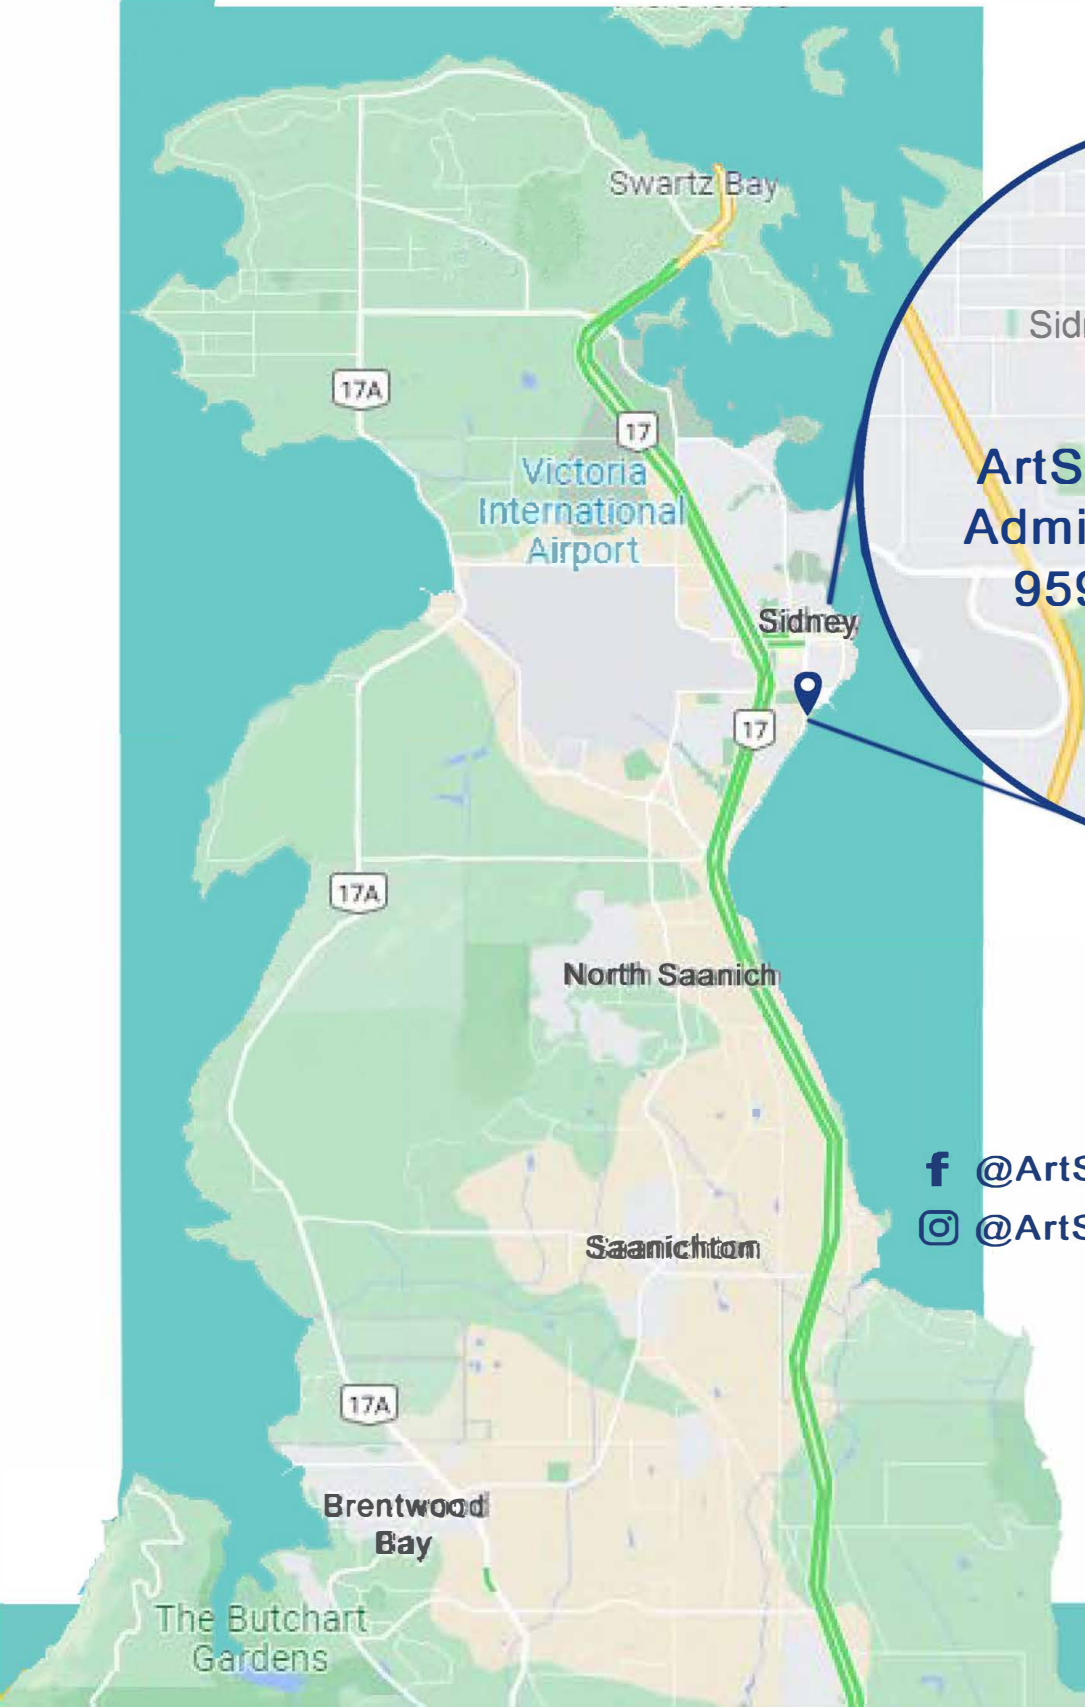 Swartz Bay
17A
17
Victoria
International
Airport
Sidney
17
17A
North Saanich
Saanichton
17A
Brentwood
Bay
The Butchart
Gardens
Sid
ArtS
Admi
959
@ArtS
@ArtS